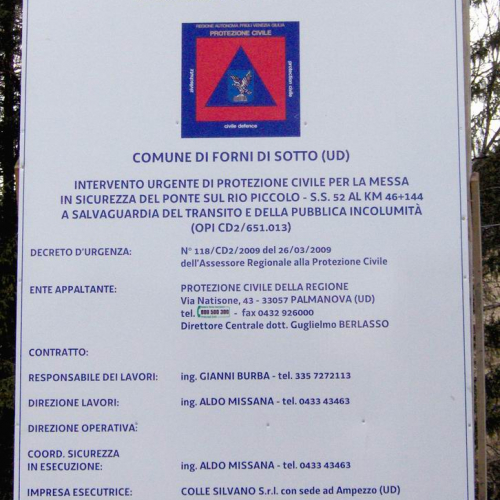 REGIONE AUTONOMA FRIULI VENEZIA GIULIA
PROTEZIONE CIVILE
zivilschutz
protection civile
civile defence
COMUNE DI FORNI DI SOTTO (UD)
INTERVENTO URGENTE DI PROTEZIONE CIVILE PER LA MESSA
IN SICUREZZA DEL PONTE SUL RIO PICCOLO - S.S. 52 AL KM 46+144
A SALVAGUARDIA DEL TRANSITO E DELLA PUBBLICA INCOLUMITÀ
(OPI CD2/651.013)
DECRETO D'URGENZA: N° 118/CD2/2009 del 26/03/2009
dell'Assessore Regionale alla Protezione Civile
ENTE APPALTANTE: PROTEZIONE CIVILE DELLA REGIONE
Via Natisone, 43 - 33057 PALMANOVA (UD)
tel. 800 500 300 - fax 0432 926000
Direttore Centrale dott. Guglielmo BERLASSO
CONTRATTO:
RESPONSABILE DEI LAVORI: ing. GIANNI BURBA - tel. 335 7272113
DIREZIONE LAVORI: ing. ALDO MISSANA - tel. 0433 43463
DIREZIONE OPERATIVA:
COORD. SICUREZZA
IN ESECUZIONE: ing. ALDO MISSANA - tel. 0433 43463
IMPRESA ESECUTRICE: COLLE SILVANO S.r.l. con sede ad Ampezzo (UD)